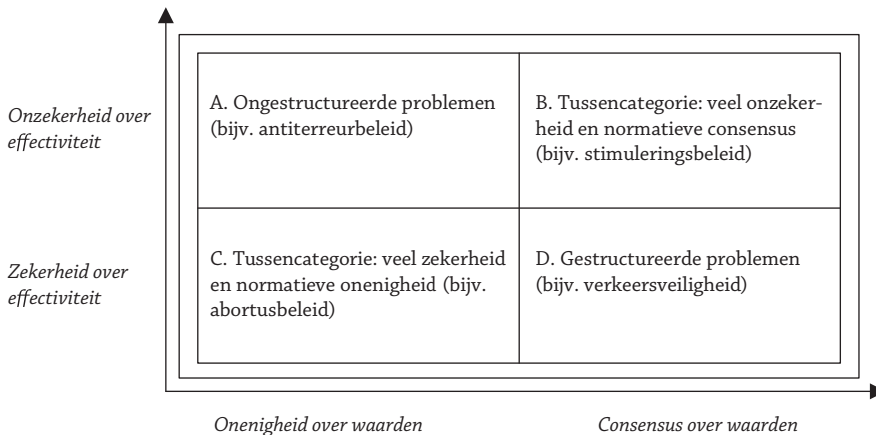 Onzekerheid over
effectiviteit
A. Ongestructureerde problemen
(bijv. antiterreurbeleid)
B. Tussencategorie: veel onzeker-
heid en normatieve consensus
(bijv. stimuleringsbeleid)
Zekerheid over
effectiviteit
C. Tussencategorie: veel zekerheid
en normatieve onenigheid (bijv.
abortusbeleid)
D. Gestructureerde problemen
(bijv. verkeersveiligheid)
Onenigheid over waarden
Consensus over waarden